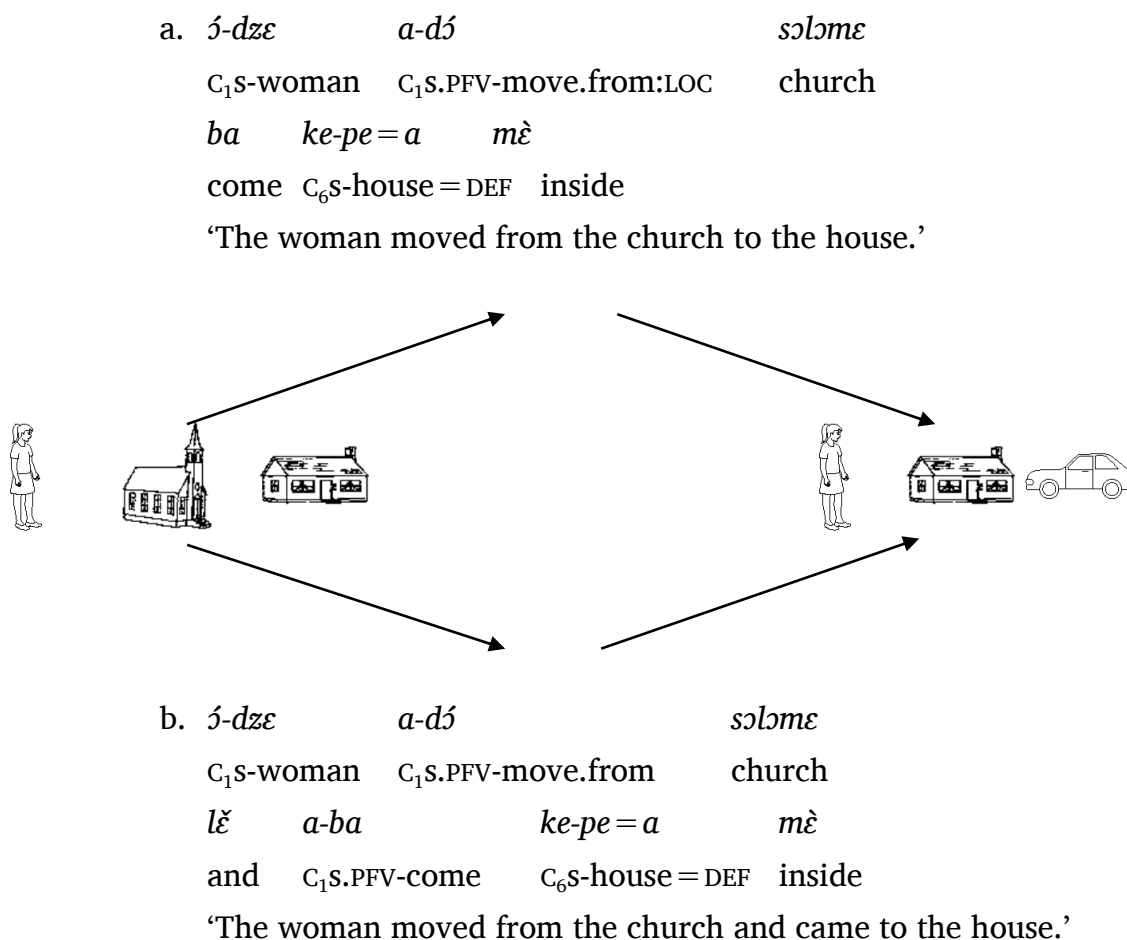 a. ɔ́-dzɛ a-dɔ́ sɔlɔmɛ
C₁s-woman C₁s.PFV-move.from:LOC church
ba ke-pe=a mɛ̀
come C₆s-house=DEF inside
‘The woman moved from the church to the house.’
b. ɔ́-dzɛ a-dɔ́ sɔlɔmɛ
C₁s-woman C₁s.PFV-move.from church
lɛ̌ a-ba ke-pe=a mɛ̀
and C₁s.PFV-come C₆s-house=DEF inside
‘The woman moved from the church and came to the house.’